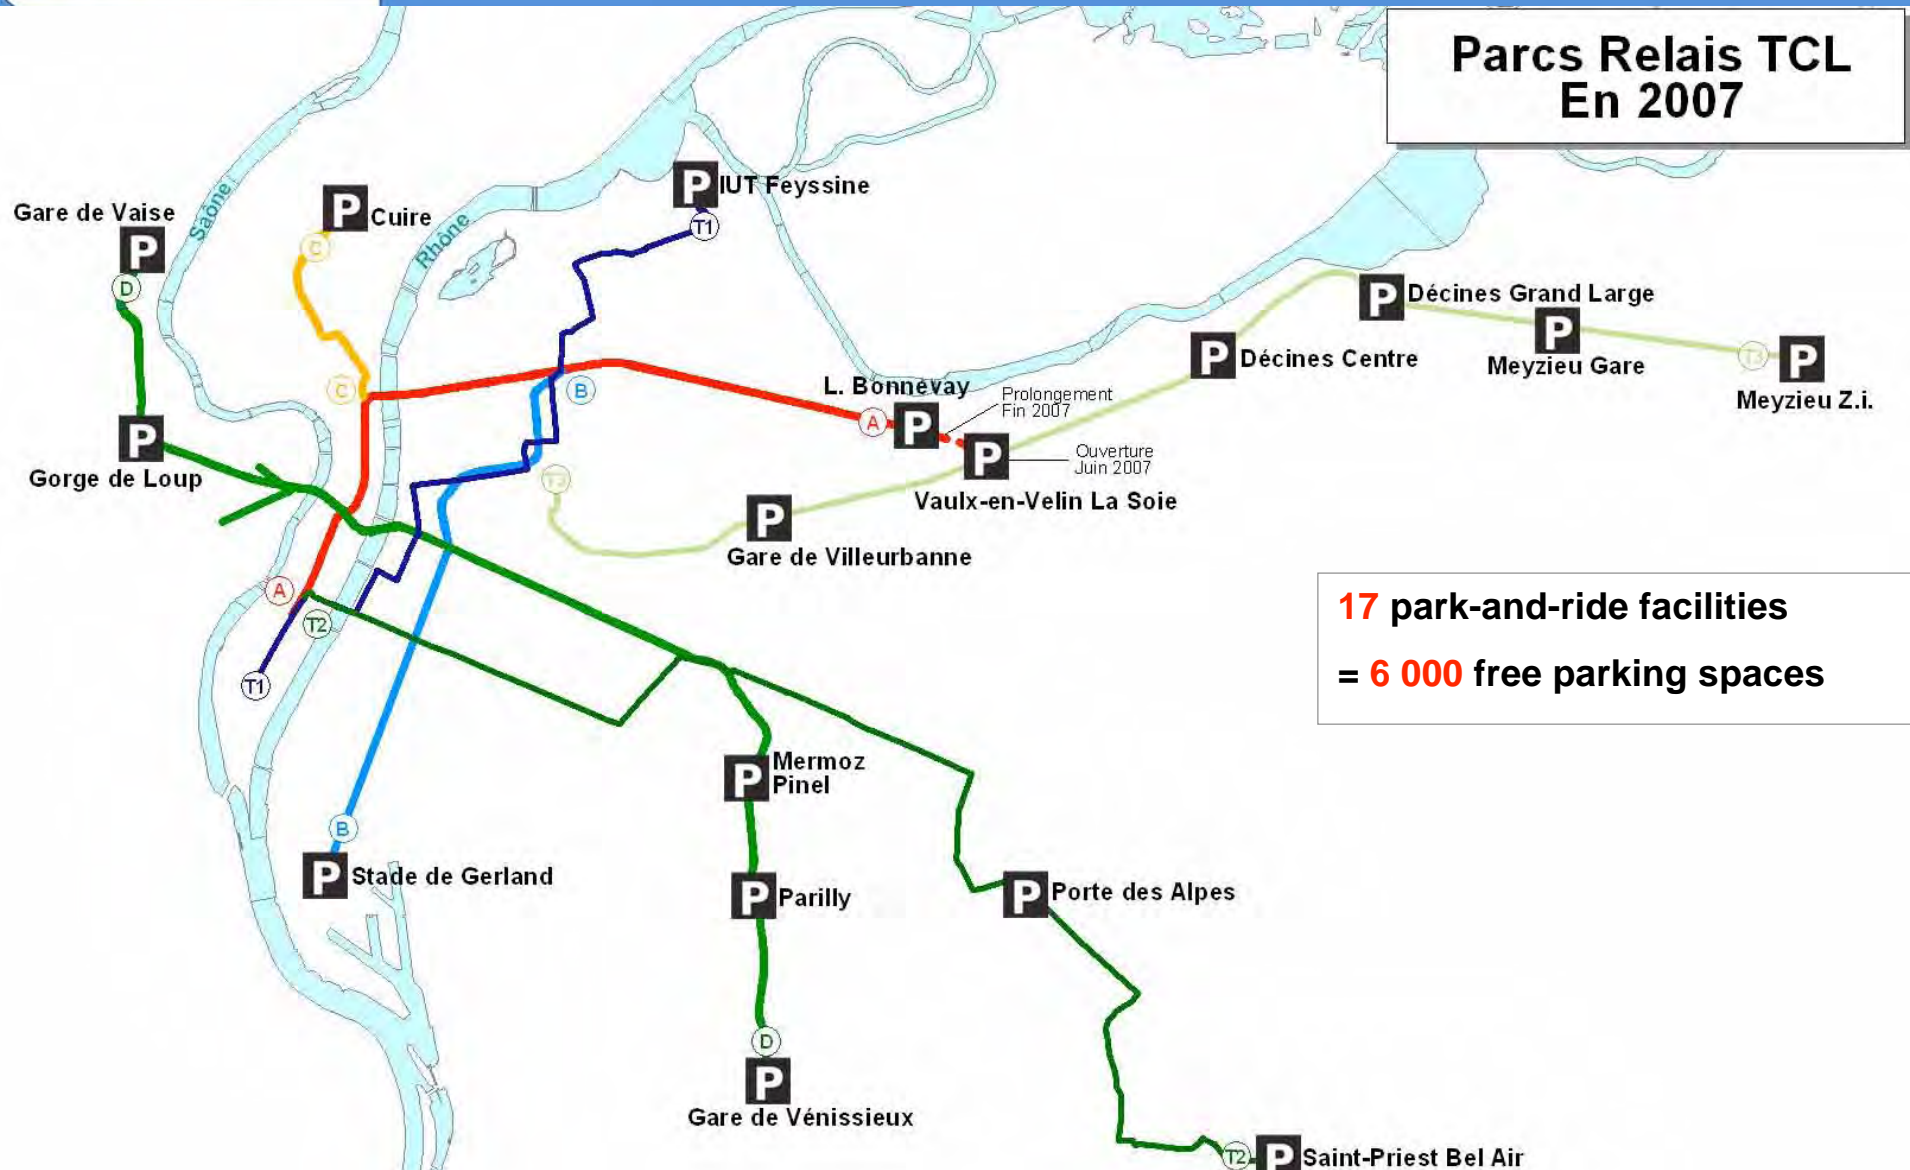 Parcs Relais TCL
En 2007
Saône
Rhône
P
IUT Feyssine
T1
P
Cuire
C
Gare de Vaise
P
D
P
Décines Grand Large
P
Meyzieu Gare
T3
P
Meyzieu Z.i.
P
Décines Centre
C
B
L. Bonnevay
A
P
Prolongement
Fin 2007
P
Ouverture
Juin 2007
Vaulx-en-Velin La Soie
P
Gorge de Loup
T3
P
Gare de Villeurbanne
A
T2
T1
17 park-and-ride facilities
= 6 000 free parking spaces
P
Mermoz
Pinel
B
P
Stade de Gerland
P
Parilly
P
Porte des Alpes
D
P
Gare de Vénissieux
T2
P
Saint-Priest Bel Air